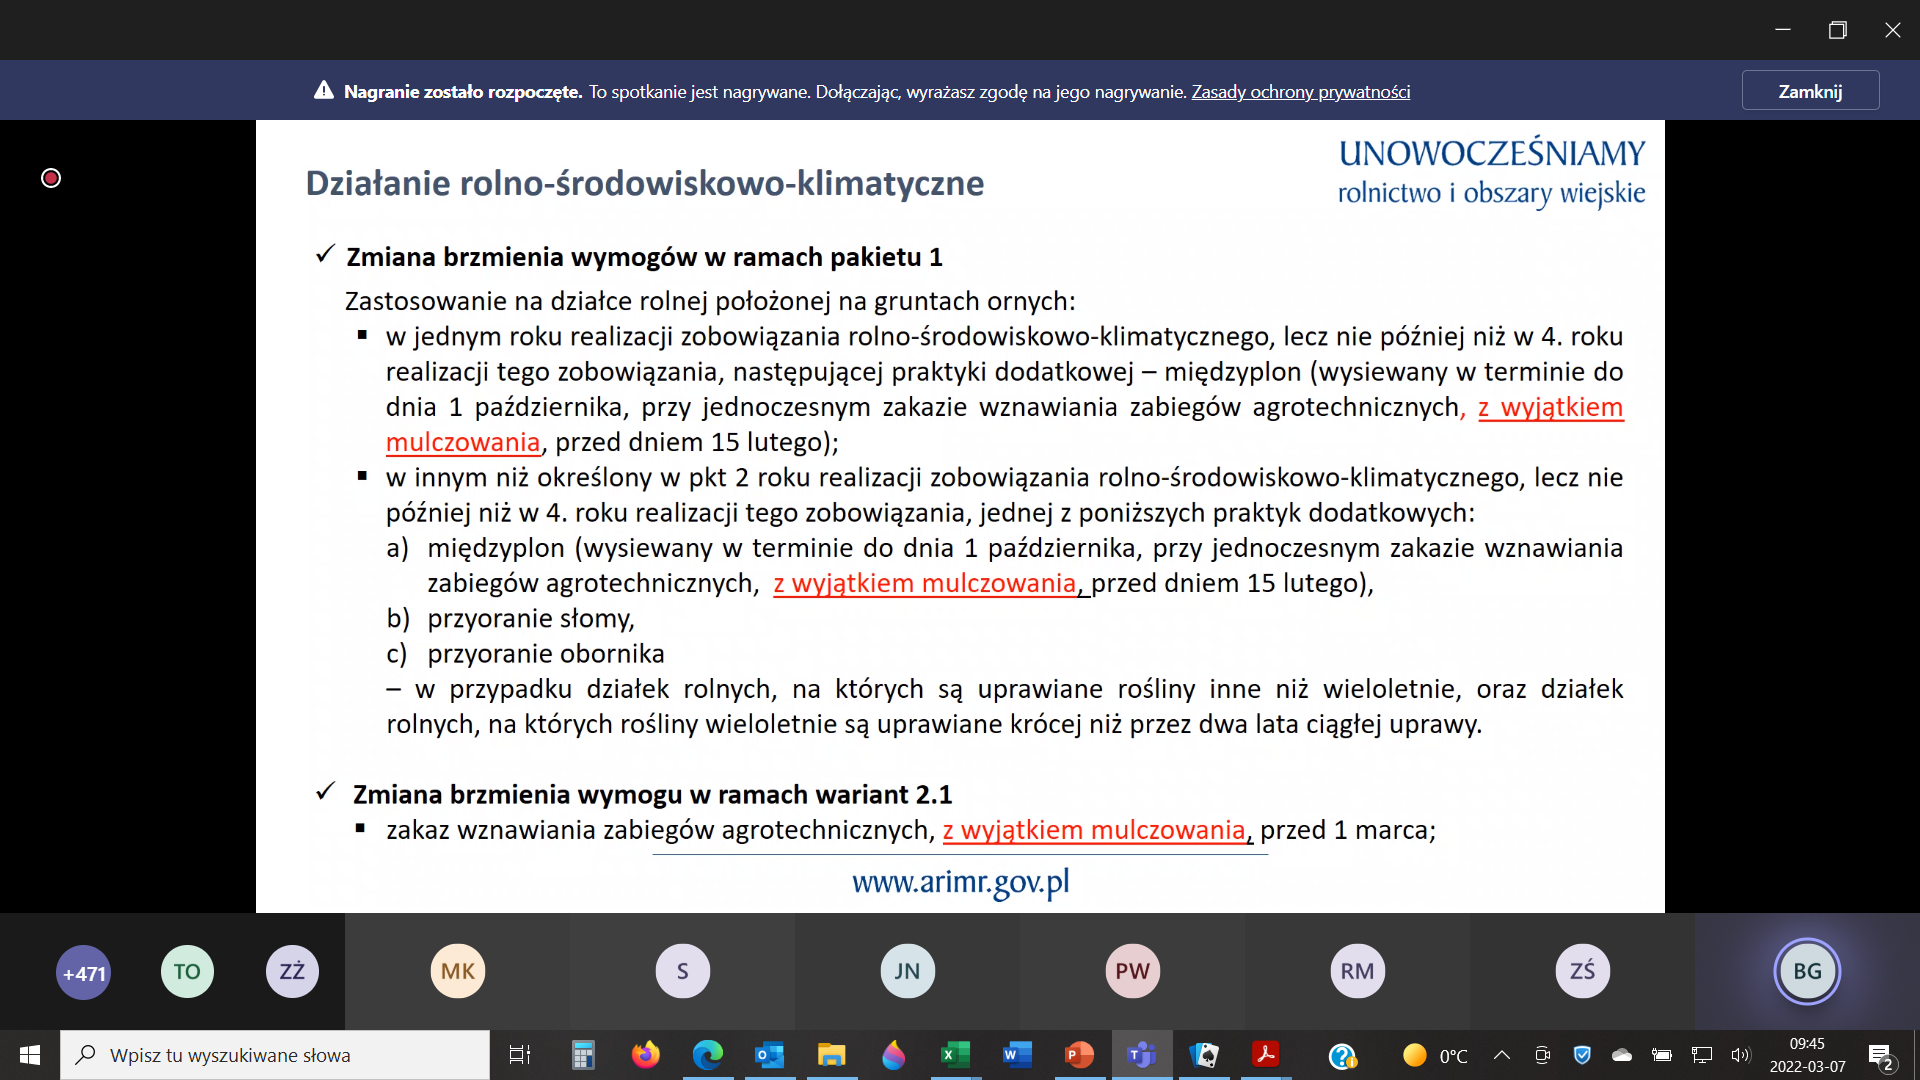 Nagranie zostało rozpoczęte. To spotkanie jest nagrywane. Dołączając, wyrażasz zgodę na jego nagrywanie. Zasady ochrony prywatności
Zamknij
UNOWOCZEŚNIAMY
rolnictwo i obszary wiejskie
Działanie rolno-środowiskowo-klimatyczne
✓ Zmiana brzmienia wymogów w ramach pakietu 1
Zastosowanie na działce rolnej położonej na gruntach ornych:
▪ w jednym roku realizacji zobowiązania rolno-środowiskowo-klimatycznego, lecz nie później niż w 4. roku
realizacji tego zobowiązania, następującej praktyki dodatkowej – międzyplon (wysiewany w terminie do
dnia 1 października, przy jednoczesnym zakazie wznawiania zabiegów agrotechnicznych, z wyjątkiem
mulczowania, przed dniem 15 lutego);
▪ w innym niż określony w pkt 2 roku realizacji zobowiązania rolno-środowiskowo-klimatycznego, lecz nie
później niż w 4. roku realizacji tego zobowiązania, jednej z poniższych praktyk dodatkowych:
a) międzyplon (wysiewany w terminie do dnia 1 października, przy jednoczesnym zakazie wznawiania
zabiegów agrotechnicznych, z wyjątkiem mulczowania, przed dniem 15 lutego),
b) przyoranie słomy,
c) przyoranie obornika
– w przypadku działek rolnych, na których są uprawiane rośliny inne niż wieloletnie, oraz działek
rolnych, na których rośliny wieloletnie są uprawiane krócej niż przez dwa lata ciągłej uprawy.
✓ Zmiana brzmienia wymogu w ramach wariant 2.1
▪ zakaz wznawiania zabiegów agrotechnicznych, z wyjątkiem mulczowania, przed 1 marca;
www.arimr.gov.pl
+471 TO ZŻ MK S JN PW RM ZŚ BG
Wpisz tu wyszukiwane słowa
0°C
09:45
2022-03-07
2